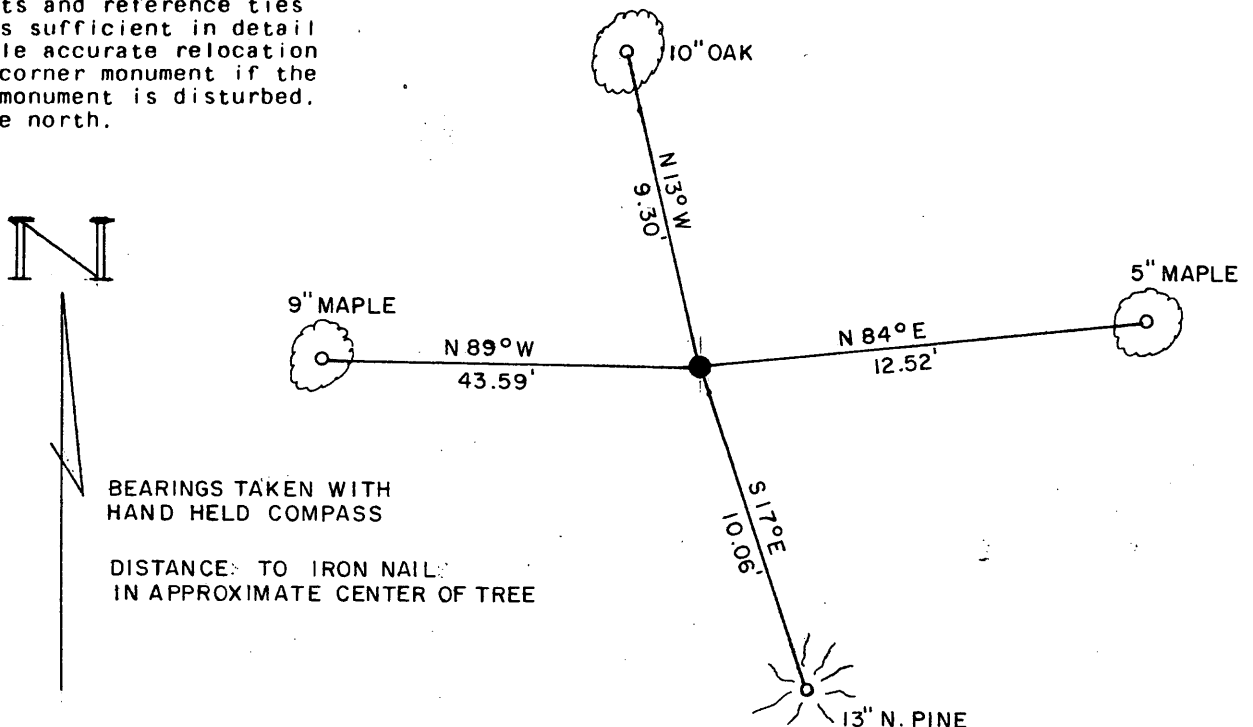 ts and reference ties
s sufficient in detail
le accurate relocation
corner monument if the
monument is disturbed.
e north.
10" OAK
N 13° W
9.30'
N
9" MAPLE
N 89° W
43.59'
5" MAPLE
N 84° E
12.52'
S 17° E
10.06'
BEARINGS TAKEN WITH
HAND HELD COMPASS
DISTANCE TO IRON NAIL
IN APPROXIMATE CENTER OF TREE
13" N. PINE